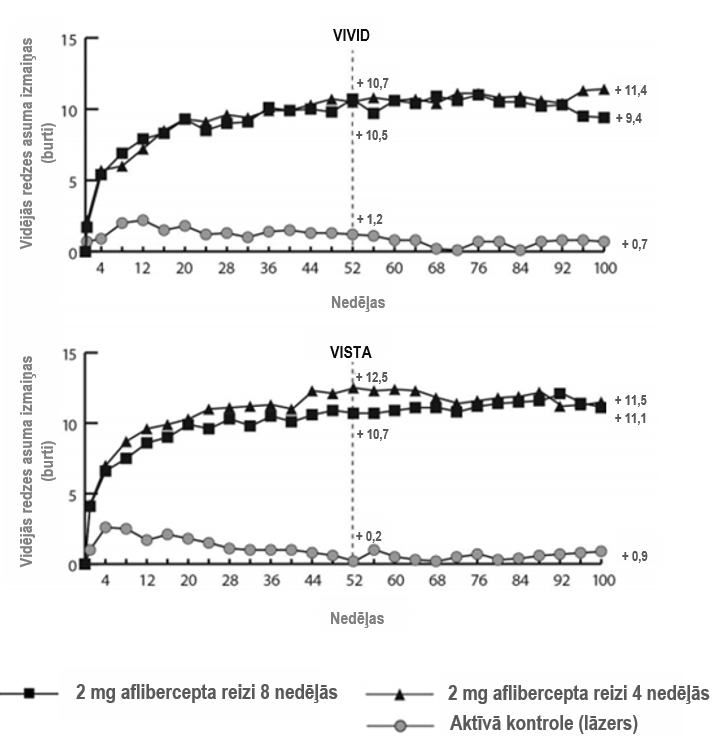 VIVID
Vidējās redzes asuma izmaiņas
(burti)
15
10
5
0
+ 10,7
+ 10,5
+ 1,2
+ 11,4
+ 9,4
+ 0,7
4 12 20 28 36 44 52 60 68 76 84 92 100
Nedēļas
VISTA
Vidējās redzes asuma izmaiņas
(burti)
15
10
5
0
+ 12,5
+ 10,7
+ 0,2
+ 11,5
+ 11,1
+ 0,9
4 12 20 28 36 44 52 60 68 76 84 92 100
Nedēļas
2 mg aflibercepta reizi 8 nedēļās
2 mg aflibercepta reizi 4 nedēļās
Aktīvā kontrole (lāzers)